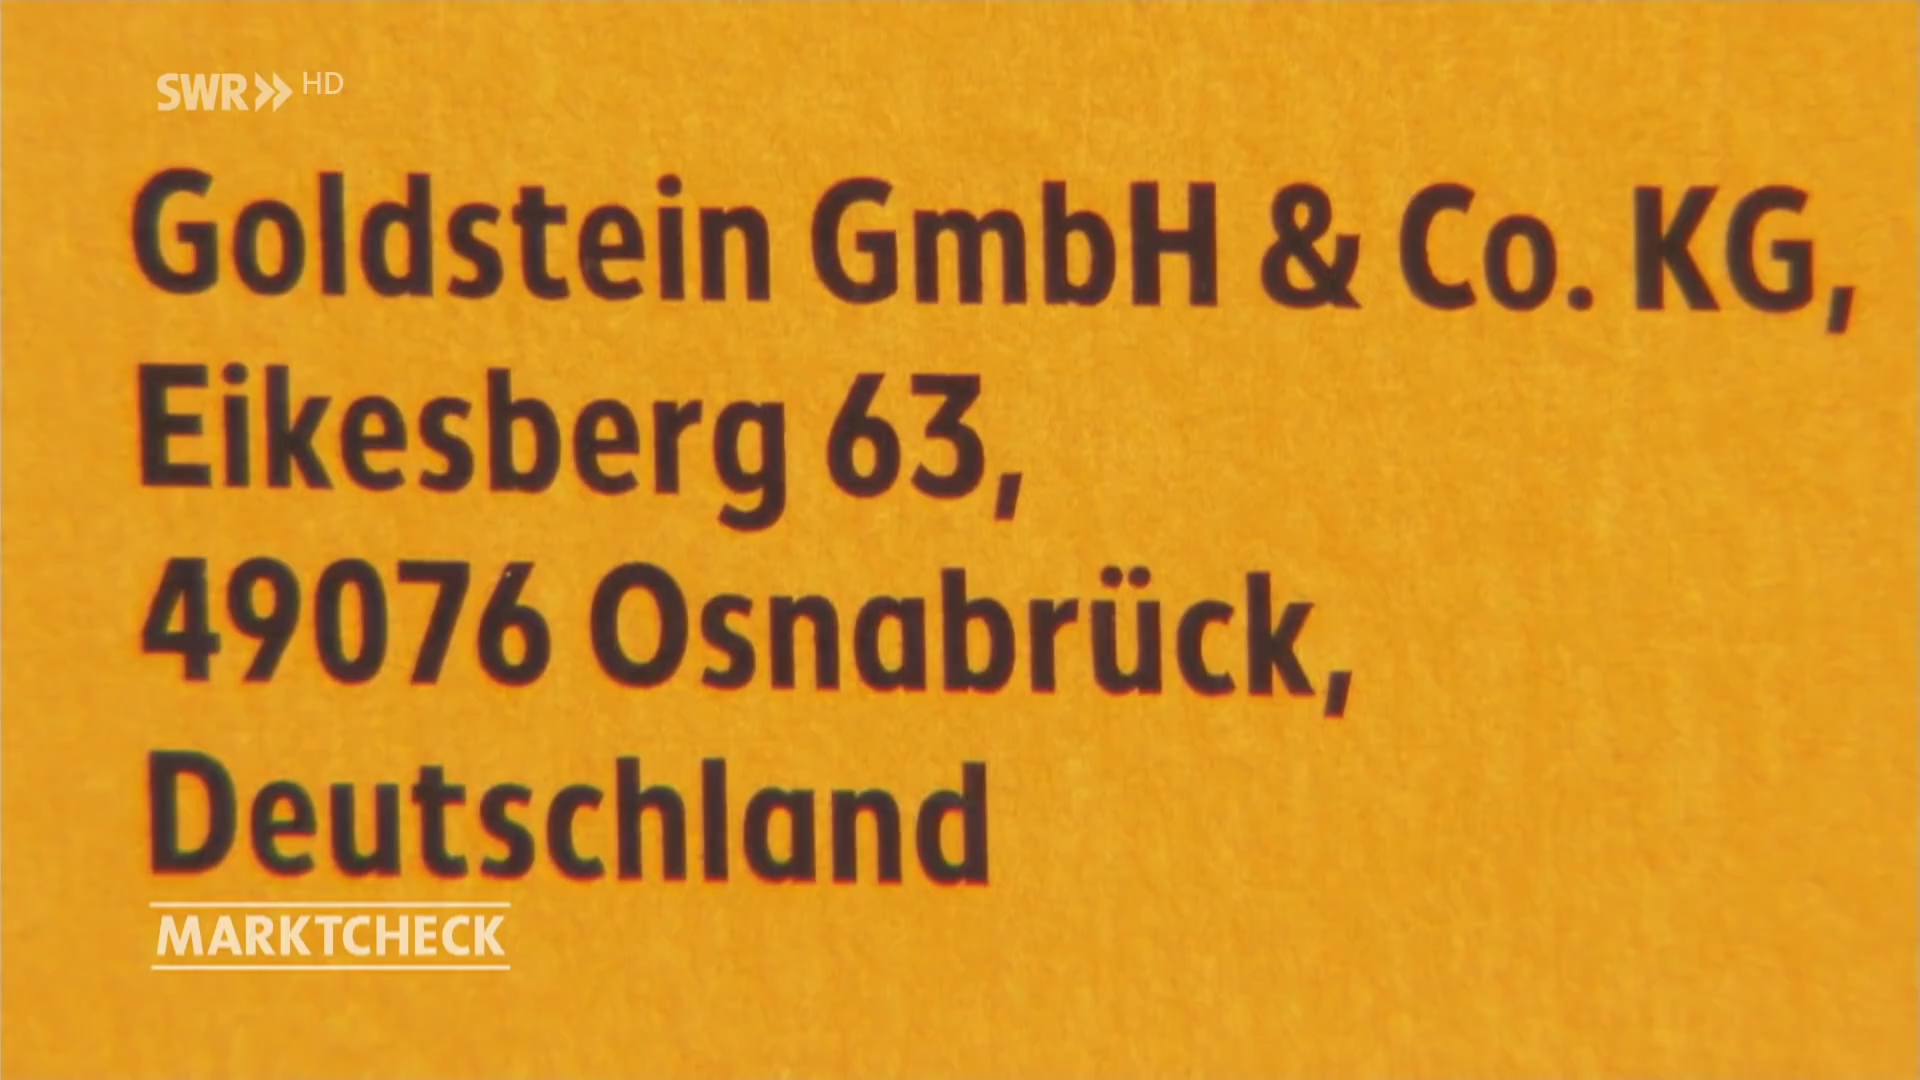 SWR» HD
Goldstein GmbH & Co. KG,
Eikesberg 63,
49076 Osnabrück,
Deutschland
MARKTCHECK